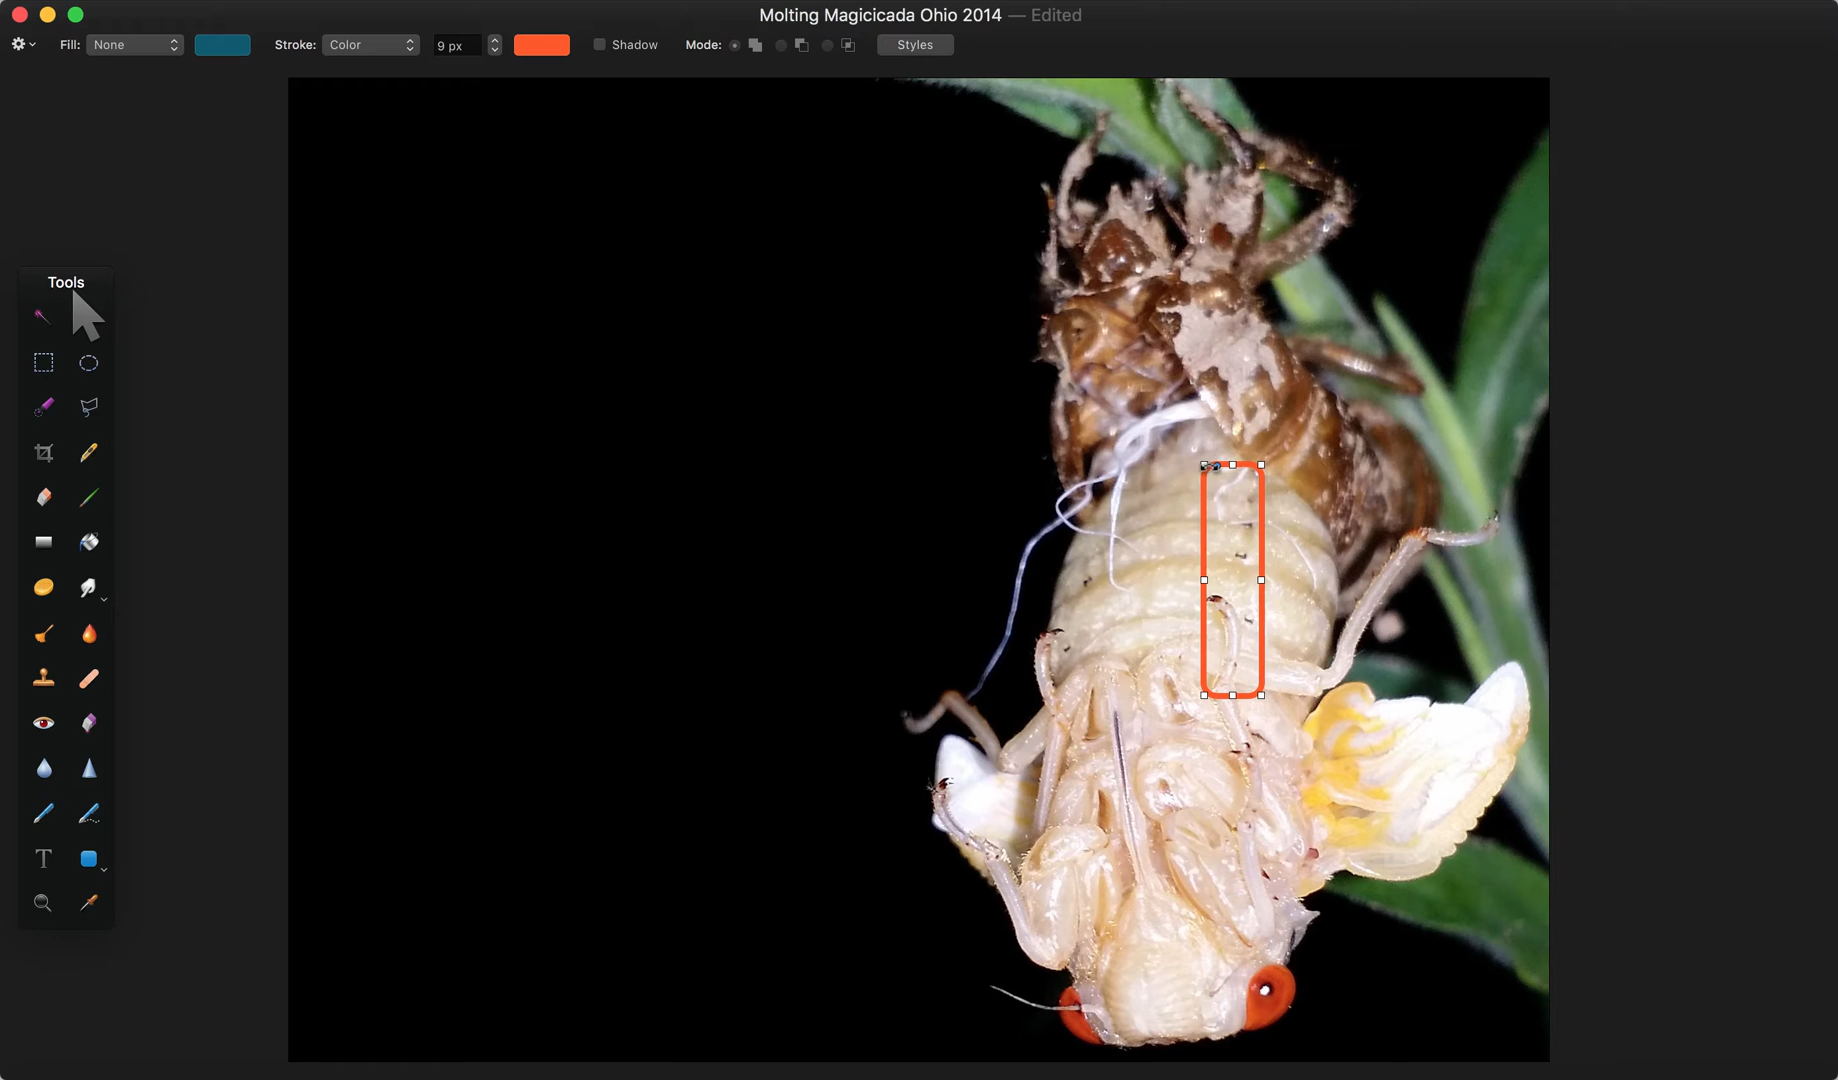 Molting Magicicada Ohio 2014 — Edited
Fill: None Stroke: Color 9 px Shadow Mode: Styles
Tools
T